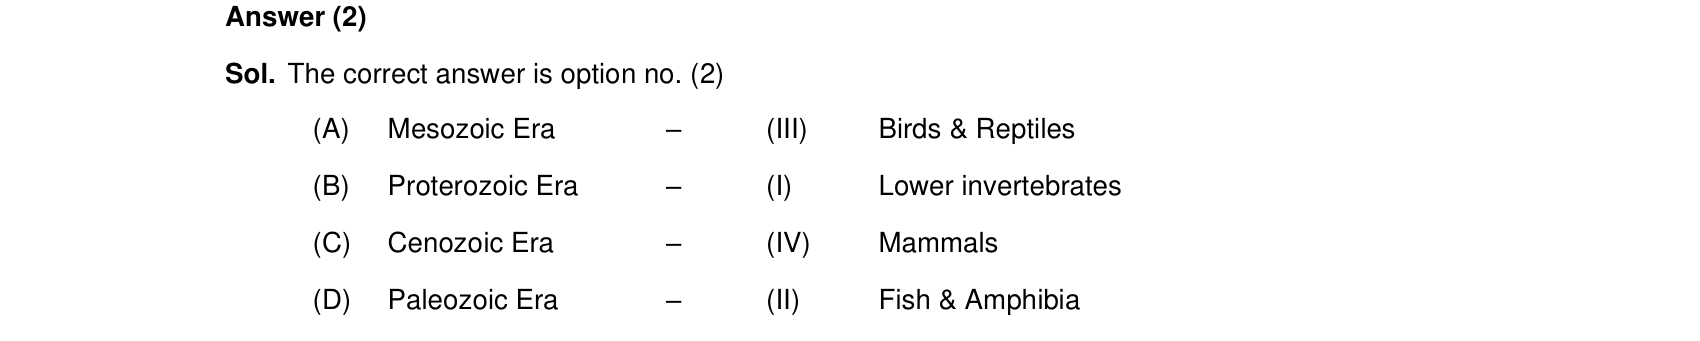 Answer (2)
Sol. The correct answer is option no. (2)
(A) Mesozoic Era – (III) Birds & Reptiles
(B) Proterozoic Era – (I) Lower invertebrates
(C) Cenozoic Era – (IV) Mammals
(D) Paleozoic Era – (II) Fish & Amphibia